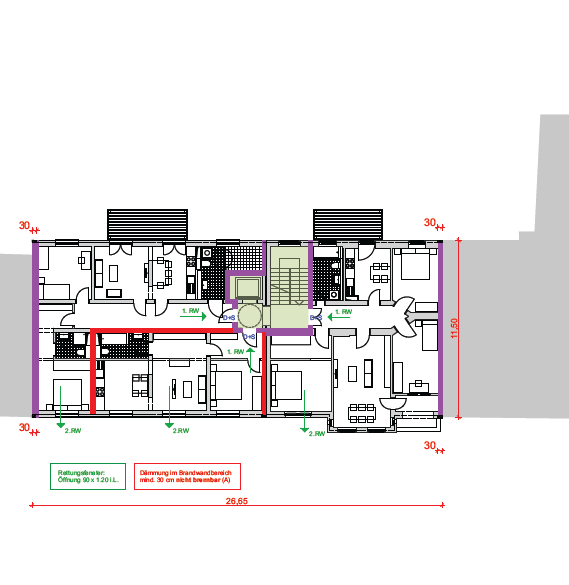 30
30
1. RW
D+S
D+S
1. RW
D+S
1. RW
11,50
30
2.RW
2.RW
2.RW
30
Rettungsfenster:
Öffnung 90 x 1.20 i.L.
Dämmung im Brandwandbereich
mind. 30 cm nicht brennbar (A)
26,65